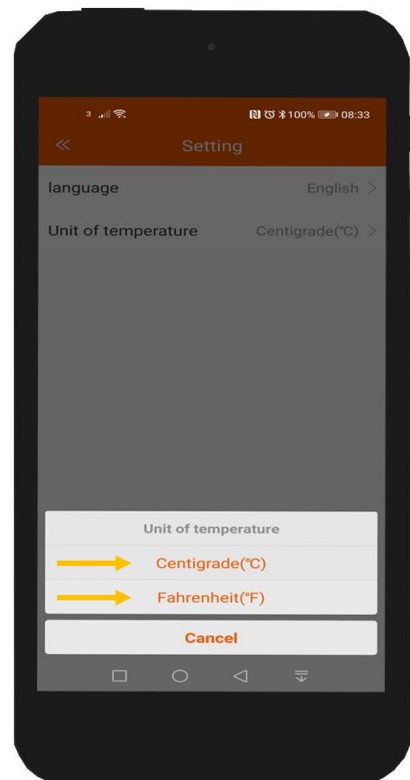 3 100% 08:33
Setting
language English
Unit of temperature Centigrade(℃)
Unit of temperature
Centigrade(℃)
Fahrenheit(℉)
Cancel